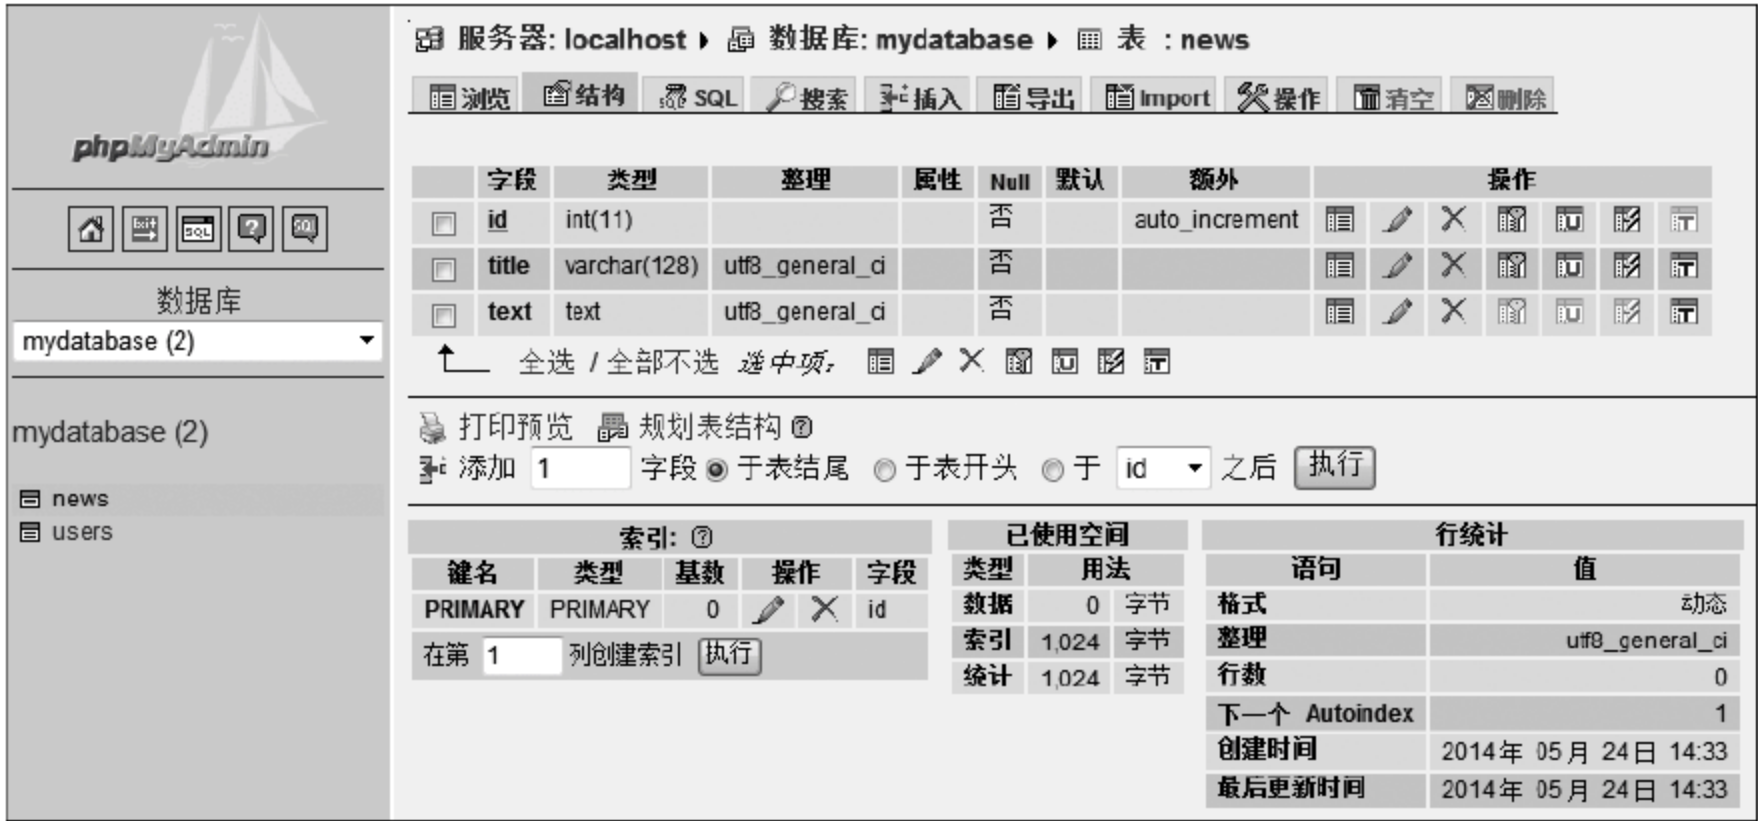 phpMyAdmin
数据库
mydatabase (2)
mydatabase (2)
news
users
服务器: localhost ▸ 数据库: mydatabase ▸ 表 : news
浏览 结构 SQL 搜索 插入 导出 Import 操作 清空 删除
字段 类型 整理 属性 Null 默认 额外 操作
id int(11) 否 auto_increment
title varchar(128) utf8_general_ci 否
text text utf8_general_ci 否
全选 / 全部不选 选中项:
打印预览 规划表结构
添加 1 字段 于表结尾 于表开头 于 id 之后 执行
索引:
键名 类型 基数 操作 字段
PRIMARY PRIMARY 0 id
在第 1 列创建索引 执行
已使用空间
类型 用法
数据 0 字节
索引 1,024 字节
统计 1,024 字节
行统计
语句 值
格式 动态
整理 utf8_general_ci
行数 0
下一个 Autoindex 1
创建时间 2014年 05月 24日 14:33
最后更新时间 2014年 05月 24日 14:33